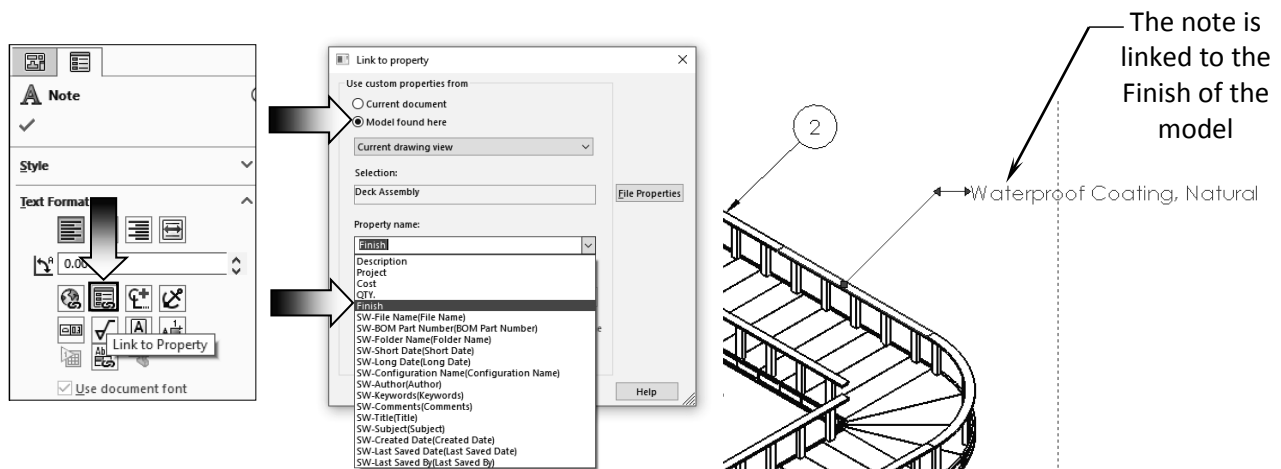 Note
Style
Text Format
0.00
Link to Property
Use document font
Link to property
Use custom properties from
Current document
Model found here
Current drawing view
Selection:
Deck Assembly
File Properties
Property name:
Finish
Description
Project
Cost
QTY.
Finish
SW-File Name(File Name)
SW-BOM Part Number(BOM Part Number)
SW-Folder Name(Folder Name)
SW-Short Date(Short Date)
SW-Long Date(Long Date)
SW-Configuration Name(Configuration Name)
SW-Author(Author)
SW-Keywords(Keywords)
SW-Comments(Comments)
SW-Title(Title)
SW-Subject(Subject)
SW-Created Date(Created Date)
SW-Last Saved Date(Last Saved Date)
SW-Last Saved By(Last Saved By)
Help
2
The note is
linked to the
Finish of the
model
Waterproof Coating, Natural